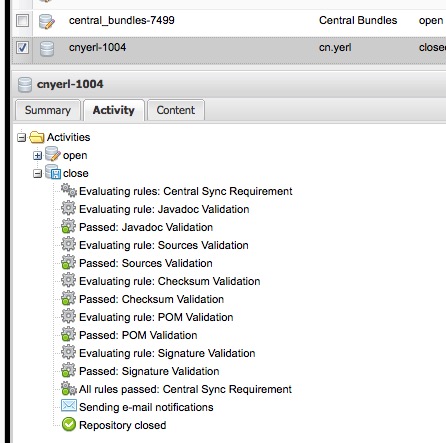 central_bundles-7499 Central Bundles open
cnyerl-1004 cn.yerl close
cnyerl-1004
Summary Activity Content
Activities
open
close
Evaluating rules: Central Sync Requirement
Evaluating rule: Javadoc Validation
Passed: Javadoc Validation
Evaluating rule: Sources Validation
Passed: Sources Validation
Evaluating rule: Checksum Validation
Passed: Checksum Validation
Evaluating rule: POM Validation
Passed: POM Validation
Evaluating rule: Signature Validation
Passed: Signature Validation
All rules passed: Central Sync Requirement
Sending e-mail notifications
Repository closed